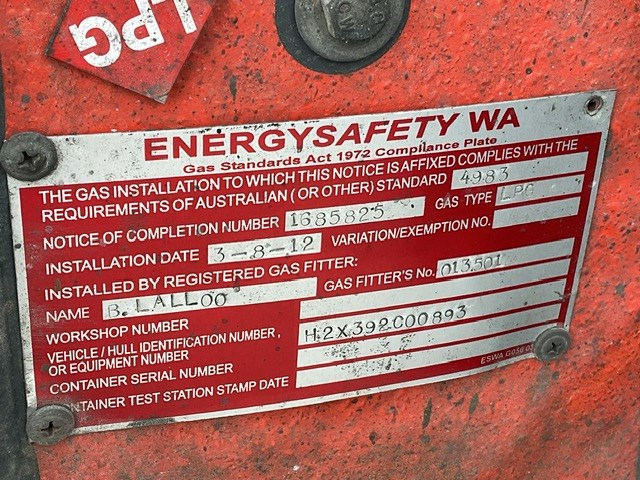 LPG
ENERGYSAFETY WA
Gas Standards Act 1972 Compliance Plate
THE GAS INSTALLATION TO WHICH THIS NOTICE IS AFFIXED COMPLIES WITH THE
REQUIREMENTS OF AUSTRALIAN (OR OTHER) STANDARD 4983
NOTICE OF COMPLETION NUMBER 1685825 GAS TYPE LPG
INSTALLATION DATE 3-8-12 VARIATION/EXEMPTION NO.
INSTALLED BY REGISTERED GAS FITTER:
NAME B.LALLOO GAS FITTER'S No. 013501
WORKSHOP NUMBER
VEHICLE / HULL IDENTIFICATION NUMBER, H2X392C00893
OR EQUIPMENT NUMBER
CONTAINER SERIAL NUMBER
CONTAINER TEST STATION STAMP DATE